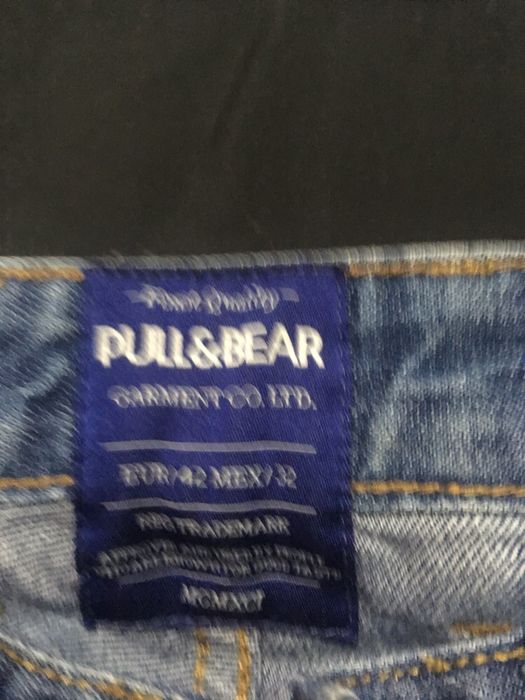 Finest Quality
PULL&BEAR
GARMENT CO. LTD.
EUR/42 MEX/32
REG TRADEMARK
MCMXCI